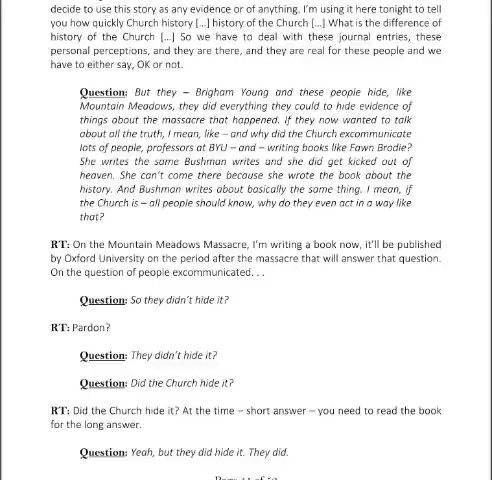 decide to use this story as any evidence or of anything. I'm using it here tonight to tell
you how quickly Church history [...] history of the Church [...] What is the difference of
history of the Church [...] So we have to deal with these journal entries, these
personal perceptions, and they are there, and they are real for these people and we
have to either say, OK or not.
Question: But they – Brigham Young and these people hide, like
Mountain Meadows, they did everything they could to hide evidence of
things about the massacre that happened. If they now wanted to talk
about all the truth, I mean, like – and why did the Church excommunicate
lots of people, professors at BYU – and – writing books like Fawn Brodie?
She writes the same Bushman writes and she did get kicked out of
heaven. She can't come there because she wrote the book about the
history. And Bushman writes about basically the same thing. I mean, if
the Church is – all people should know, why do they even act in a way like
that?
RT: On the Mountain Meadows Massacre, I'm writing a book now, it'll be published
by Oxford University on the period after the massacre that will answer that question.
On the question of people excommunicated. . .
Question: So they didn't hide it?
RT: Pardon?
Question: They didn't hide it?
Question: Did the Church hide it?
RT: Did the Church hide it? At the time – short answer – you need to read the book
for the long answer.
Question: Yeah, but they did hide it. They did.